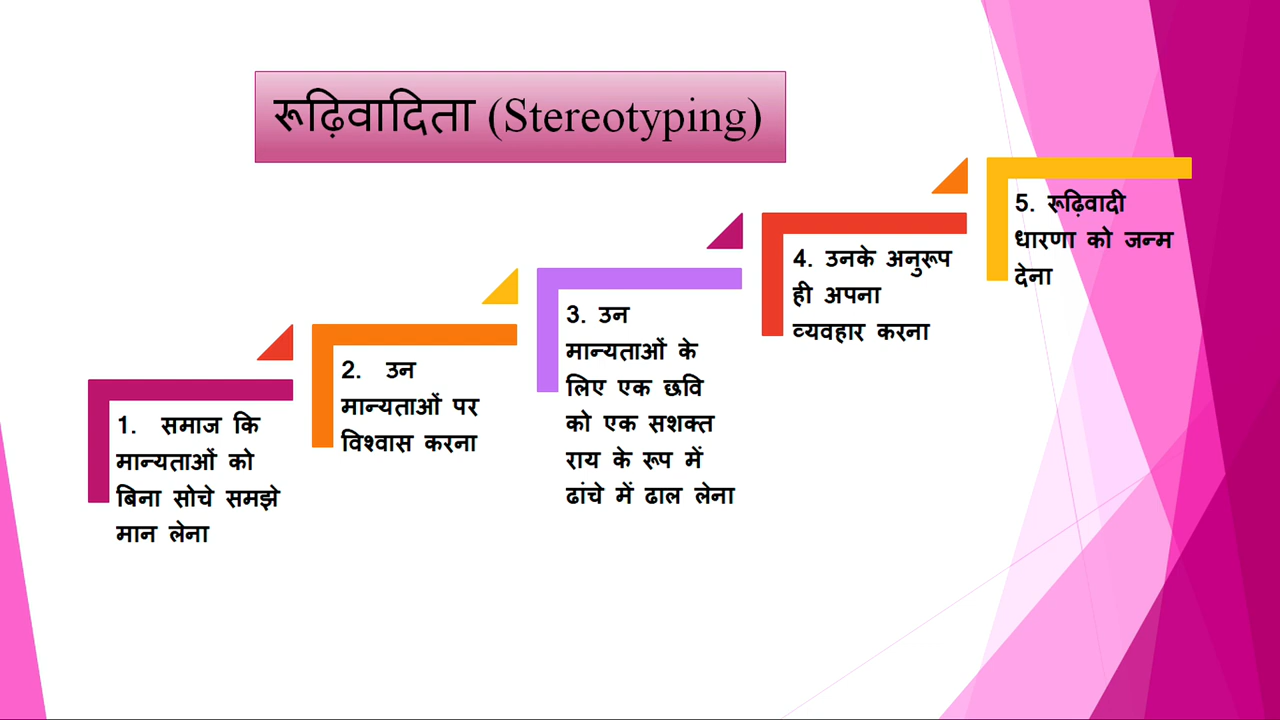 रूढ़िवादिता (Stereotyping)
1. समाज कि
मान्यताओं को
बिना सोचे समझे
मान लेना
2. उन
मान्यताओं पर
विश्वास करना
3. उन
मान्यताओं के
लिए एक छवि
को एक सशक्त
राय के रूप में
ढांचे में ढाल लेना
4. उनके अनुरूप
ही अपना
व्यवहार करना
5. रूढ़िवादी
धारणा को जन्म
देना